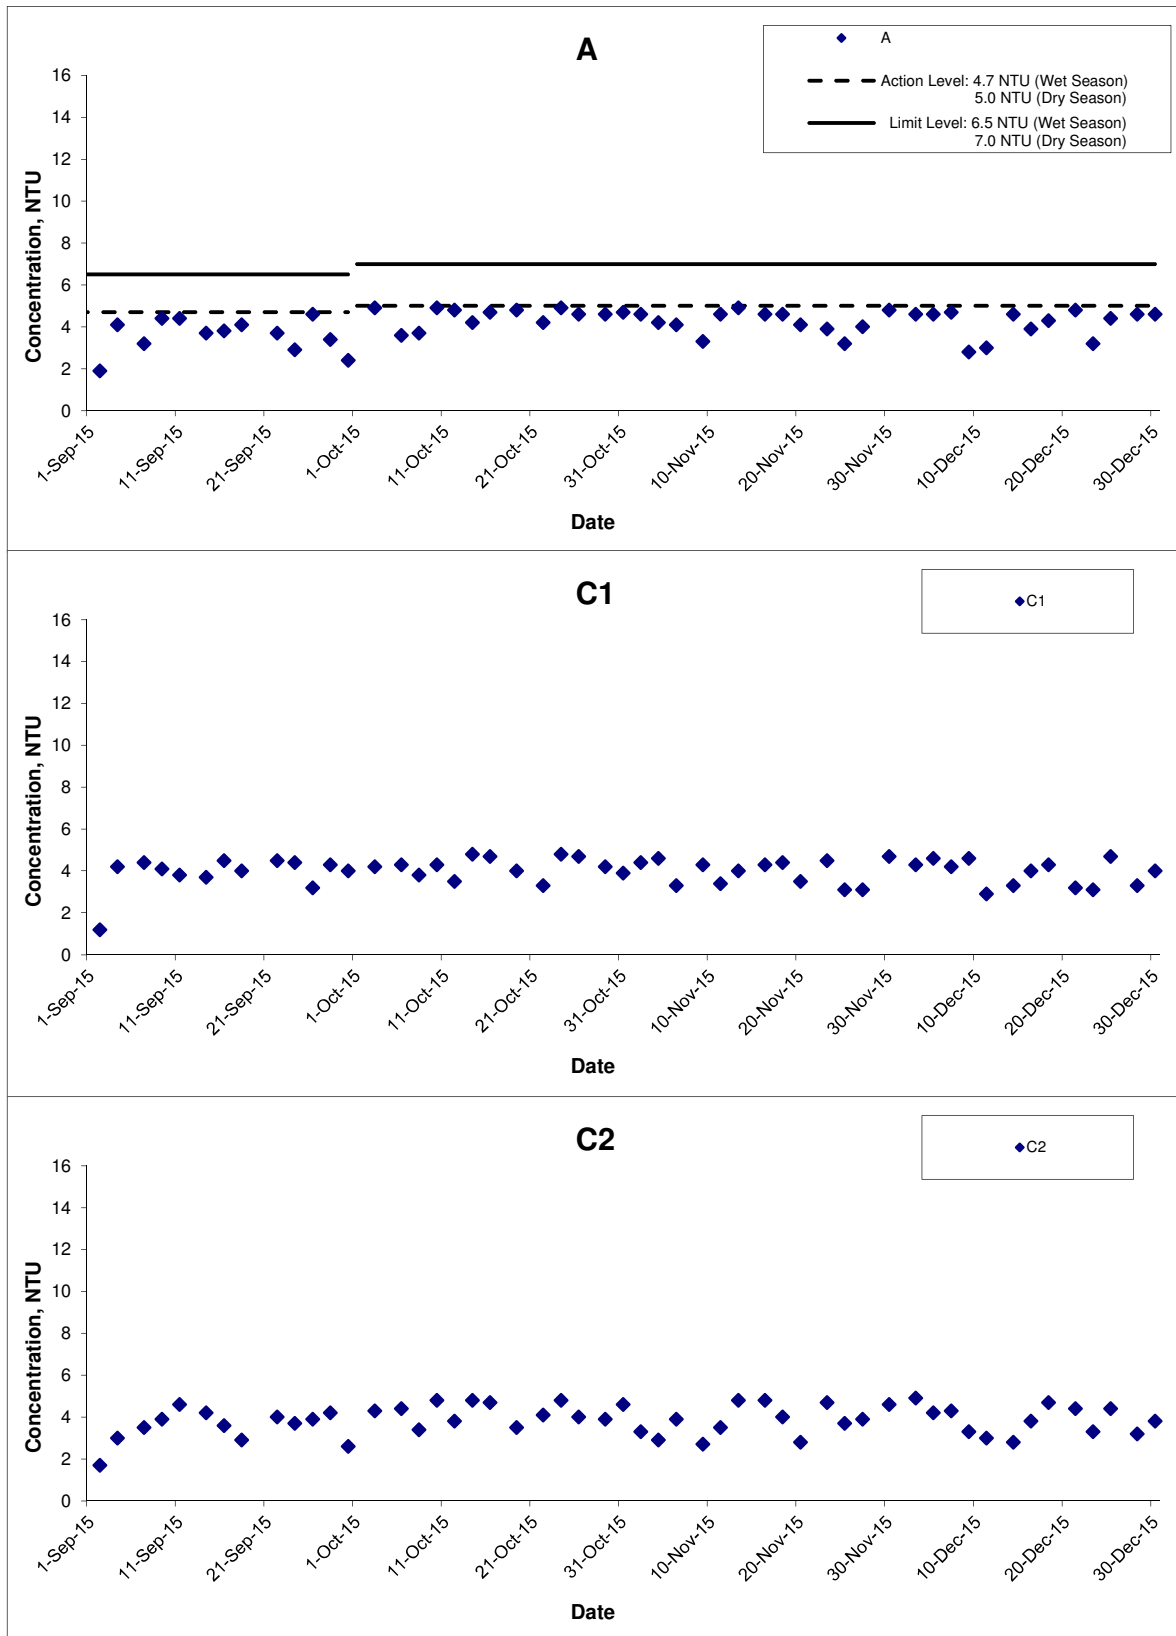 A
A
Action Level: 4.7 NTU (Wet Season)
5.0 NTU (Dry Season)
Limit Level: 6.5 NTU (Wet Season)
7.0 NTU (Dry Season)
Concentration, NTU
16
14
12
10
8
6
4
2
0
1-Sep-15
11-Sep-15
21-Sep-15
1-Oct-15
11-Oct-15
21-Oct-15
31-Oct-15
10-Nov-15
20-Nov-15
30-Nov-15
10-Dec-15
20-Dec-15
30-Dec-15
Date
C1
C1
Concentration, NTU
16
14
12
10
8
6
4
2
0
1-Sep-15
11-Sep-15
21-Sep-15
1-Oct-15
11-Oct-15
21-Oct-15
31-Oct-15
10-Nov-15
20-Nov-15
30-Nov-15
10-Dec-15
20-Dec-15
30-Dec-15
Date
C2
C2
Concentration, NTU
16
14
12
10
8
6
4
2
0
1-Sep-15
11-Sep-15
21-Sep-15
1-Oct-15
11-Oct-15
21-Oct-15
31-Oct-15
10-Nov-15
20-Nov-15
30-Nov-15
10-Dec-15
20-Dec-15
30-Dec-15
Date